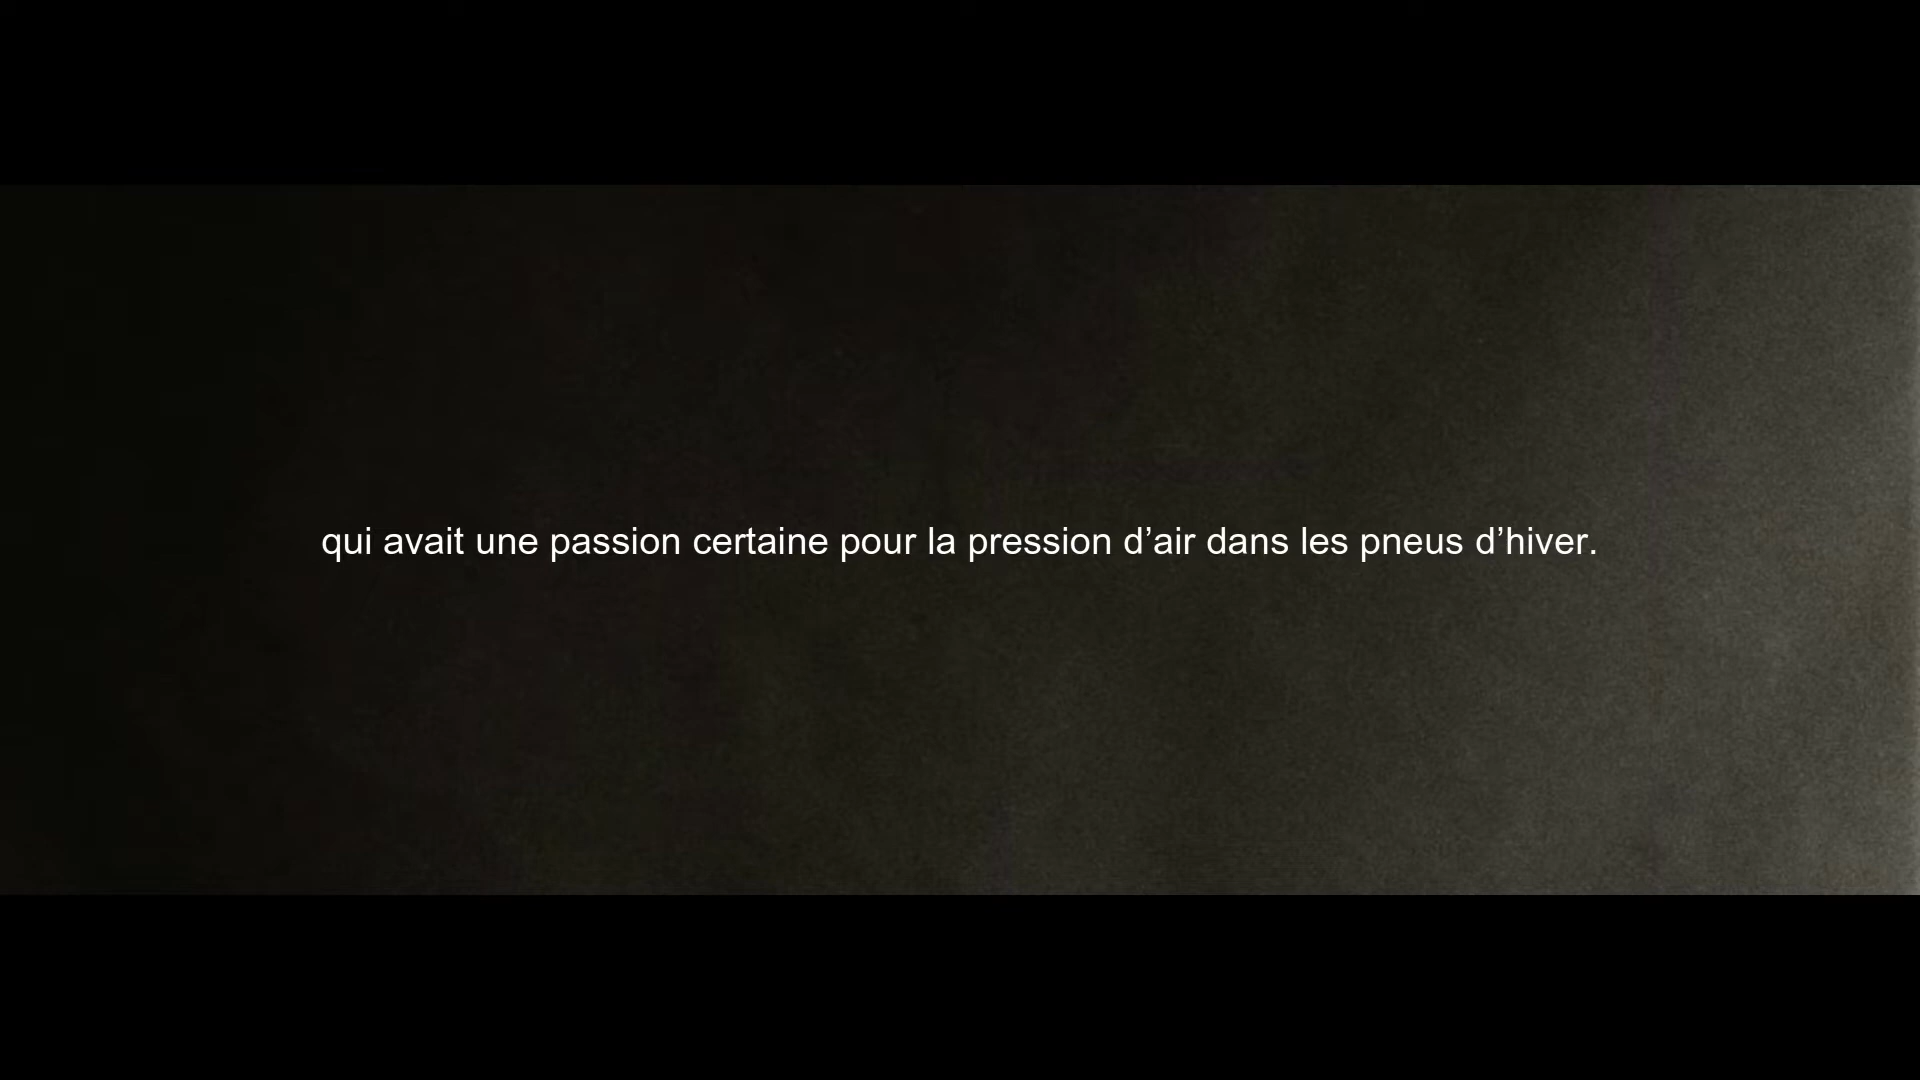 qui avait une passion certaine pour la pression d’air dans les pneus d’hiver.